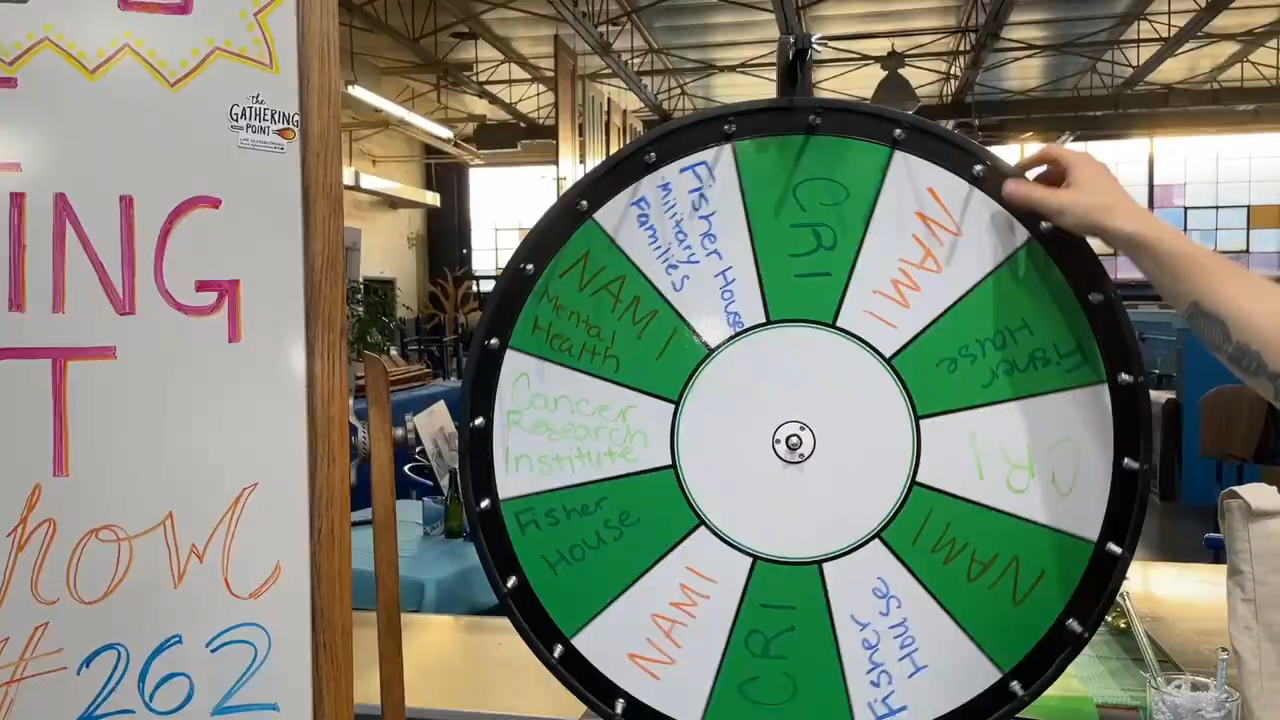 ING
T
how
#262
the
GATHERING
POINT
Fisher House
-Military
Families
CRI
NAMI
Fisher
House
CRI
NAMI
Fisher
House
CRI
NAMI
Fisher
House
Cancer
Research
Institute
NAMI
Mental
Health